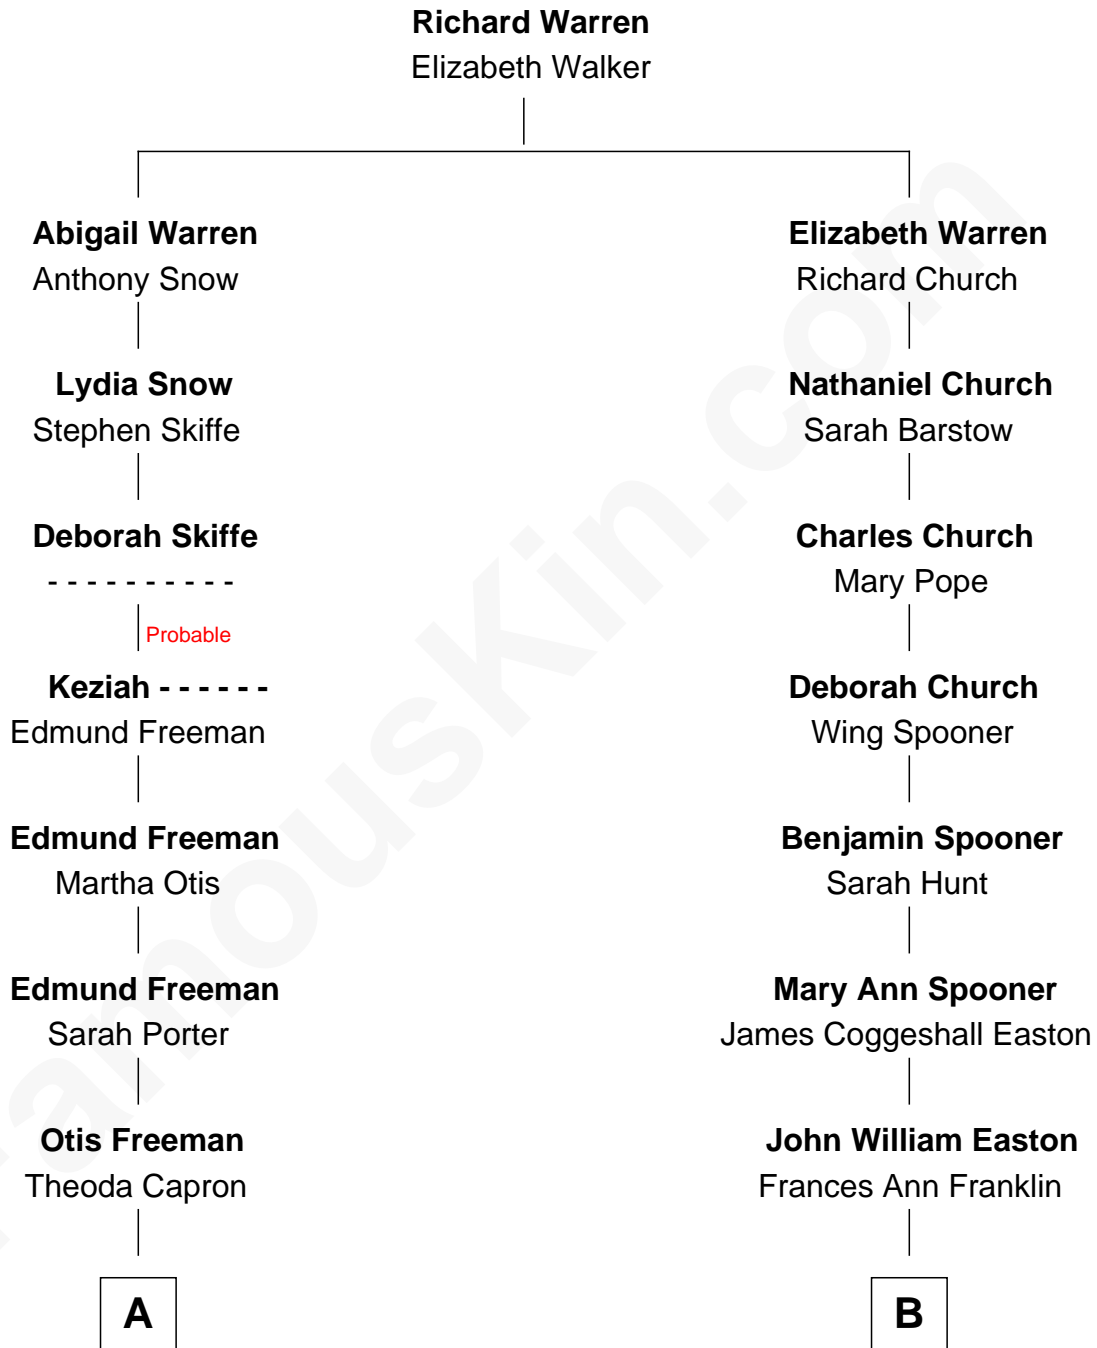 Richard Warren
Elizabeth Walker
Abigail Warren
Anthony Snow
Lydia Snow
Stephen Skiffe
Deborah Skiffe
- - - - - - - - - -
Probable
Keziah - - - - - -
Edmund Freeman
Edmund Freeman
Martha Otis
Edmund Freeman
Sarah Porter
Otis Freeman
Theoda Capron
A
Elizabeth Warren
Richard Church
Nathaniel Church
Sarah Barstow
Charles Church
Mary Pope
Deborah Church
Wing Spooner
Benjamin Spooner
Sarah Hunt
Mary Ann Spooner
James Coggeshall Easton
John William Easton
Frances Ann Franklin
B
FamousKin.com